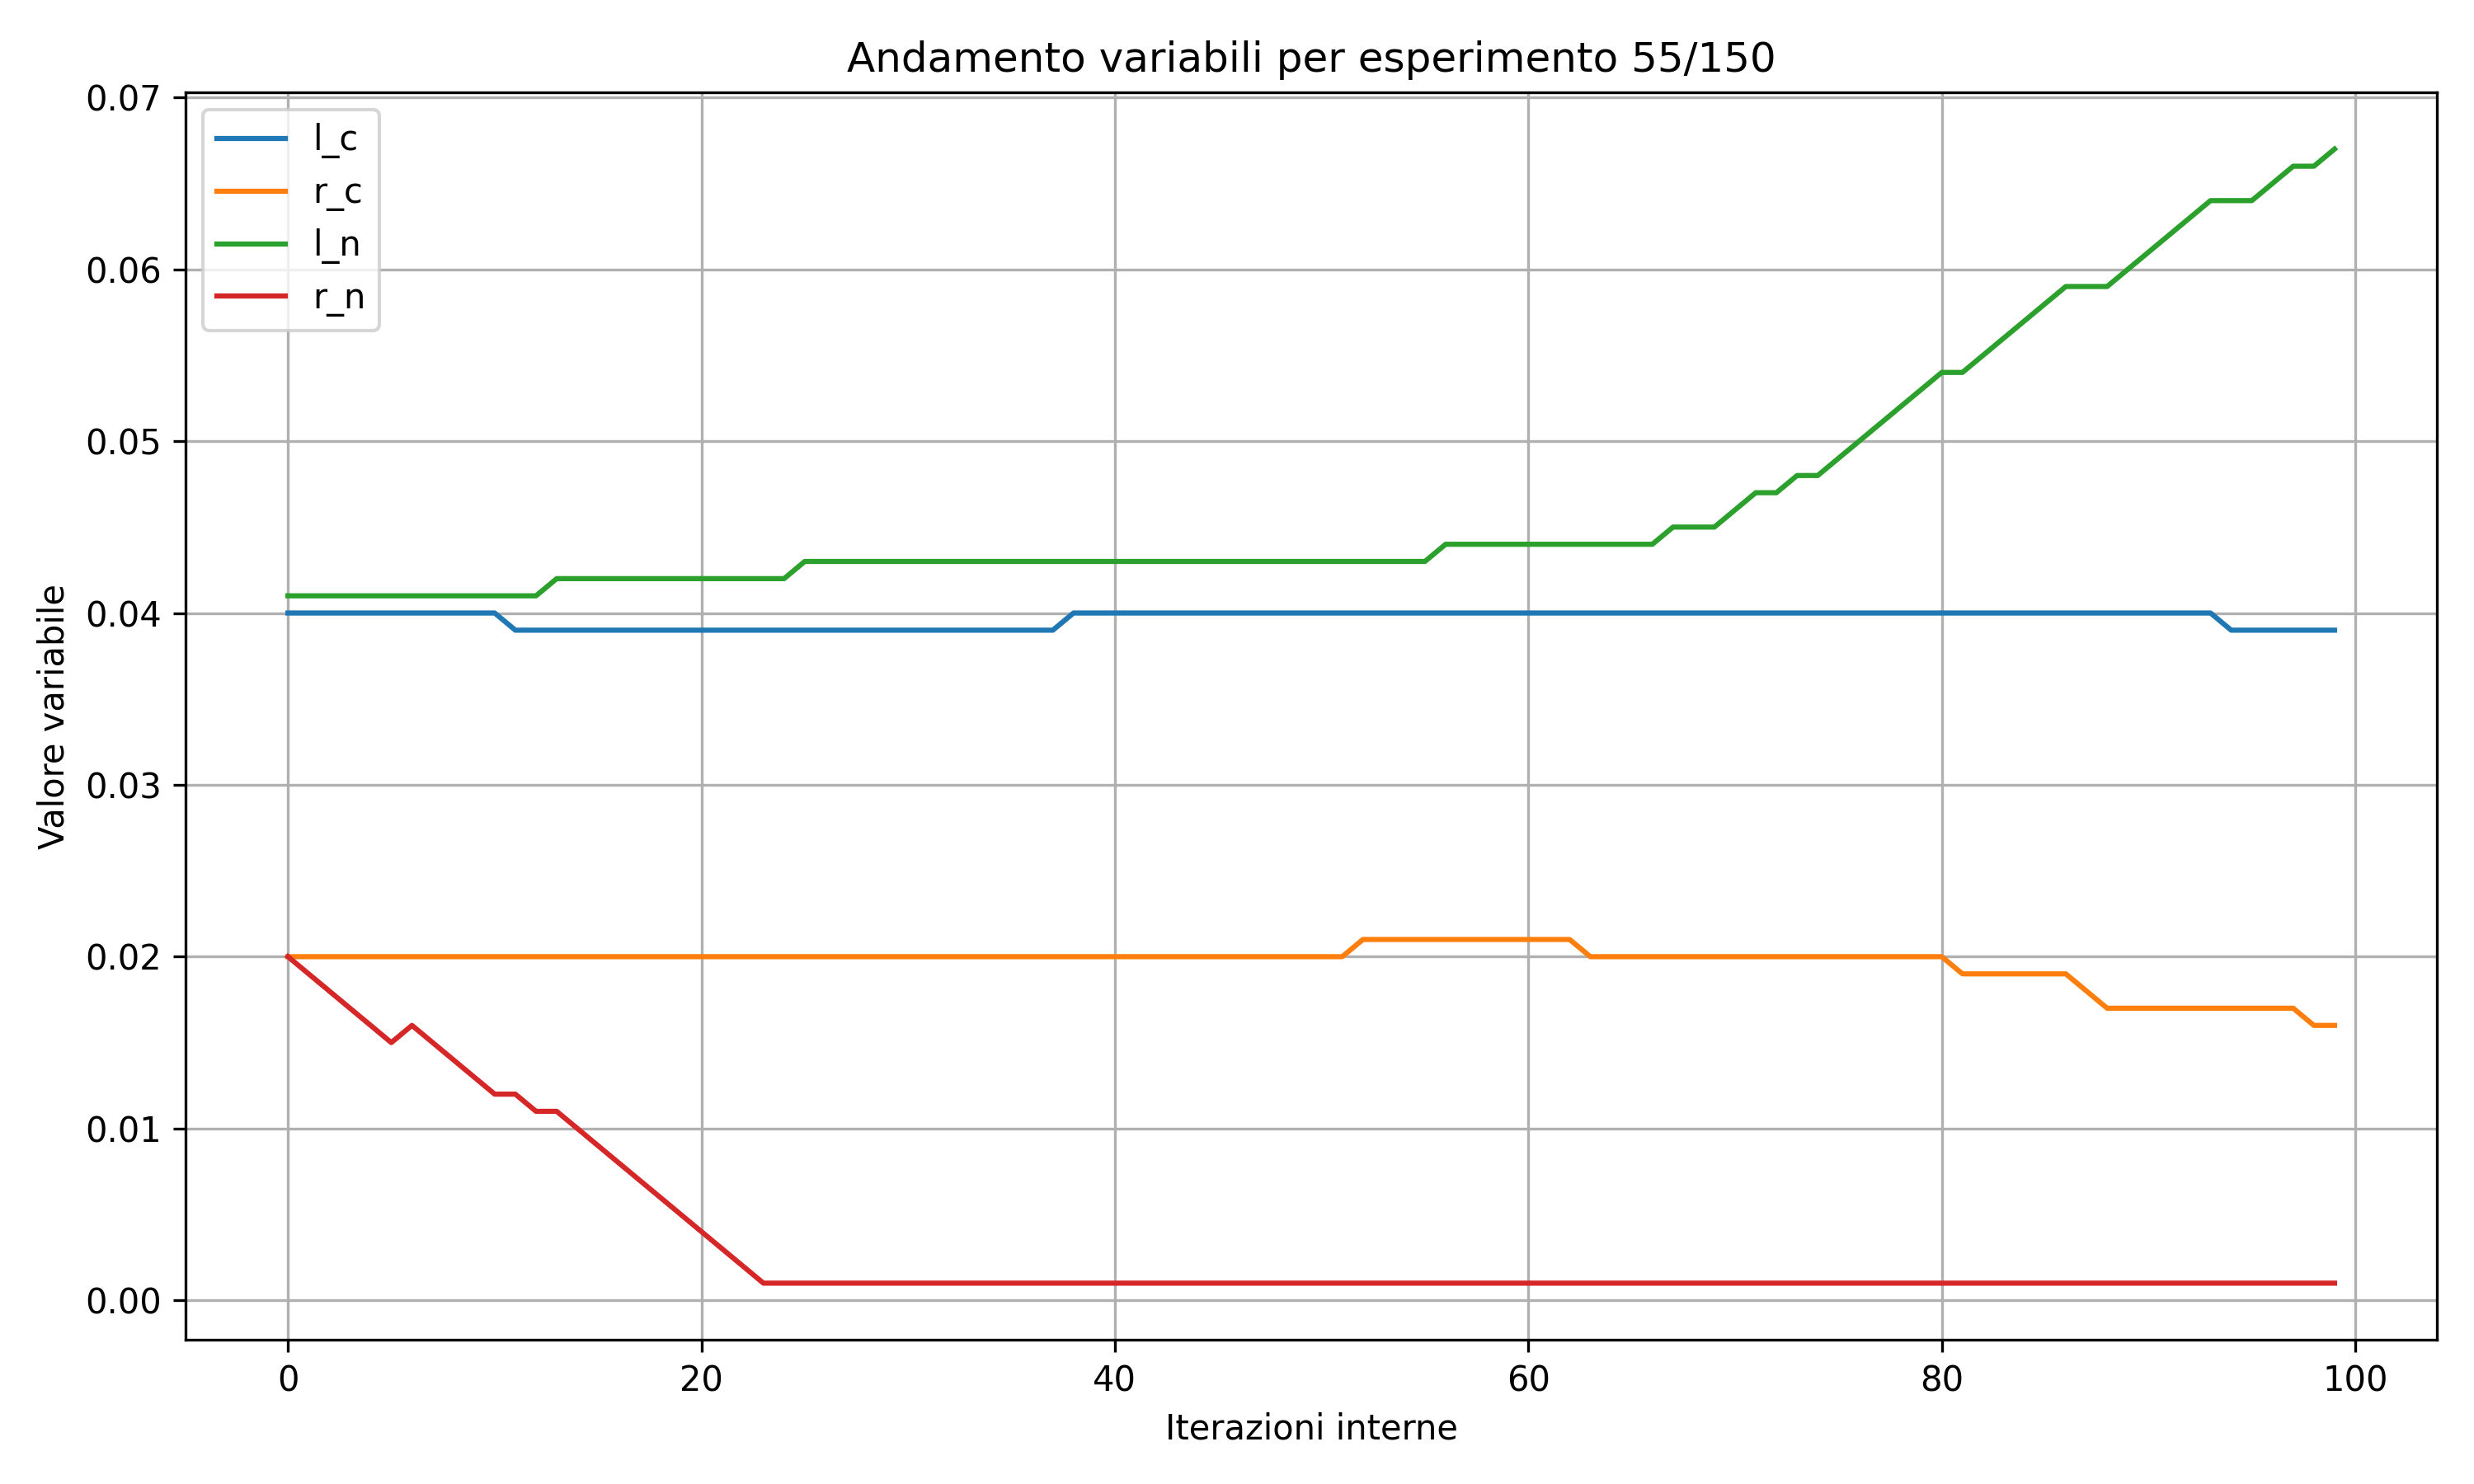 Andamento variabili per esperimento 55/150
l_c
r_c
l_n
r_n
0.07
0.06
0.05
0.04
0.03
0.02
0.01
0.00
Valore variabile
0 20 40 60 80 100
Iterazioni interne